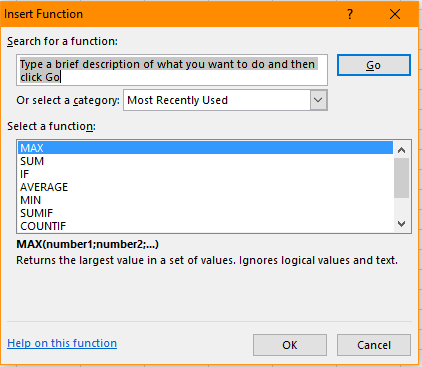 Insert Function
Search for a function:
Type a brief description of what you want to do and then
click Go
Go
Or select a category: Most Recently Used
Select a function:
MAX
SUM
IF
AVERAGE
MIN
SUMIF
COUNTIF
MAX(number1;number2;...)
Returns the largest value in a set of values. Ignores logical values and text.
Help on this function
OK
Cancel